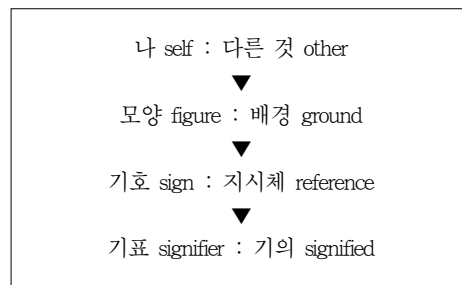 나 self : 다른 것 other
▼
모양 figure : 배경 ground
▼
기호 sign : 지시체 reference
▼
기표 signifier : 기의 signified